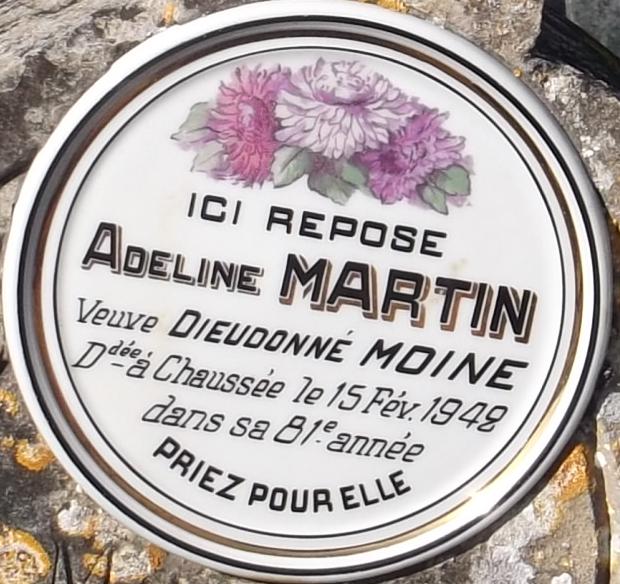 ICI REPOSE
ADELINE MARTIN
Veuve DIEUDONNÉ MOINE
Ddée à Chaussée le 15 Fév. 1948
dans sa 81e année
PRIEZ POUR ELLE